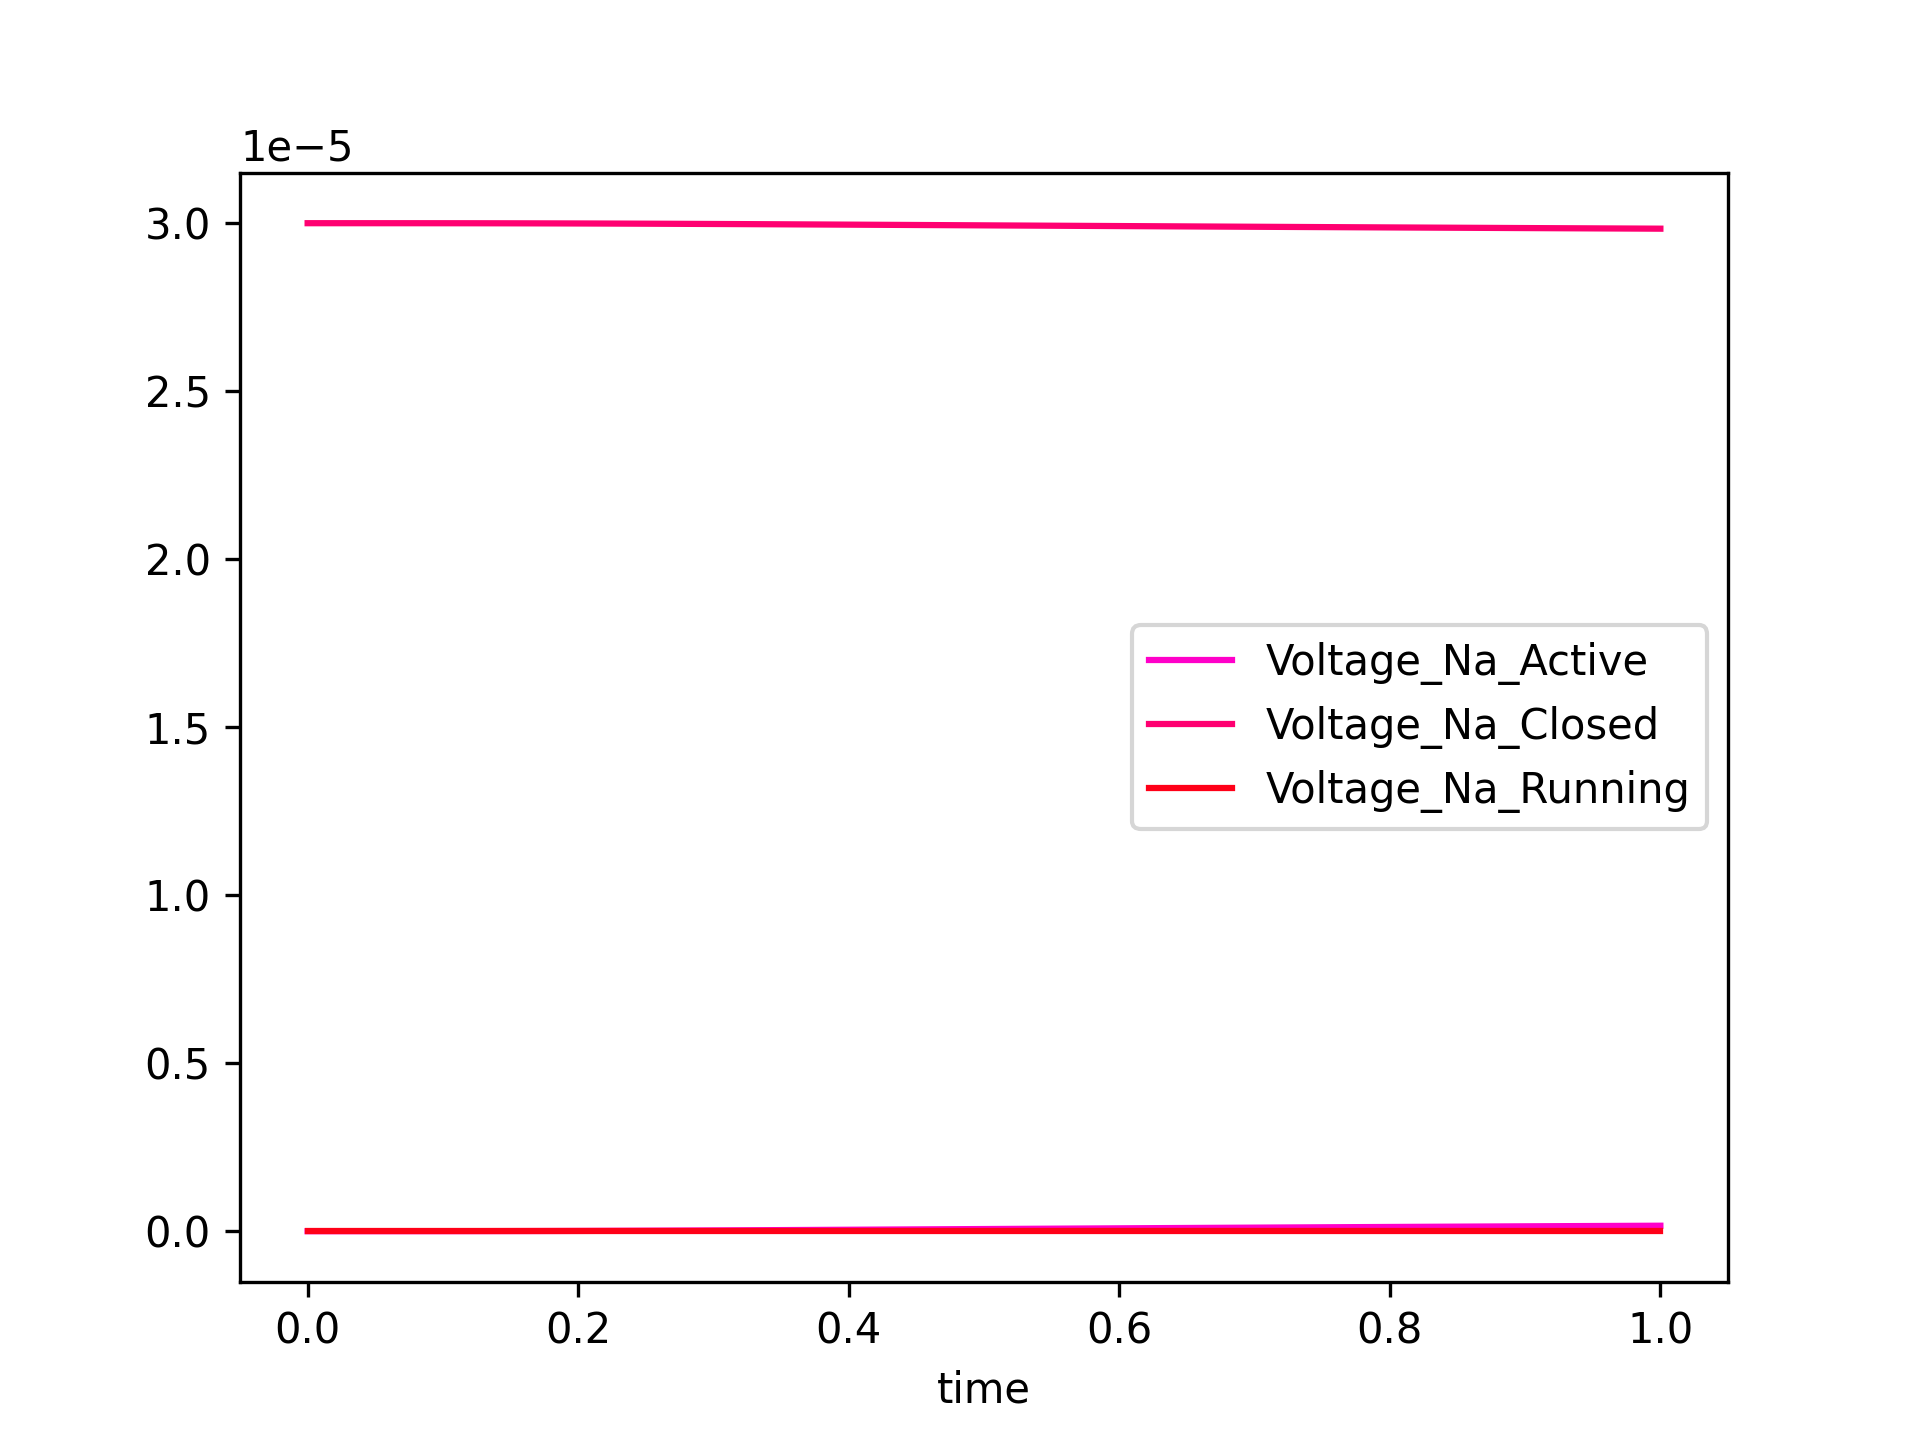 1e−5
3.0
2.5
2.0
1.5
1.0
0.5
0.0
Voltage_Na_Active
Voltage_Na_Closed
Voltage_Na_Running
0.0 0.2 0.4 0.6 0.8 1.0
time